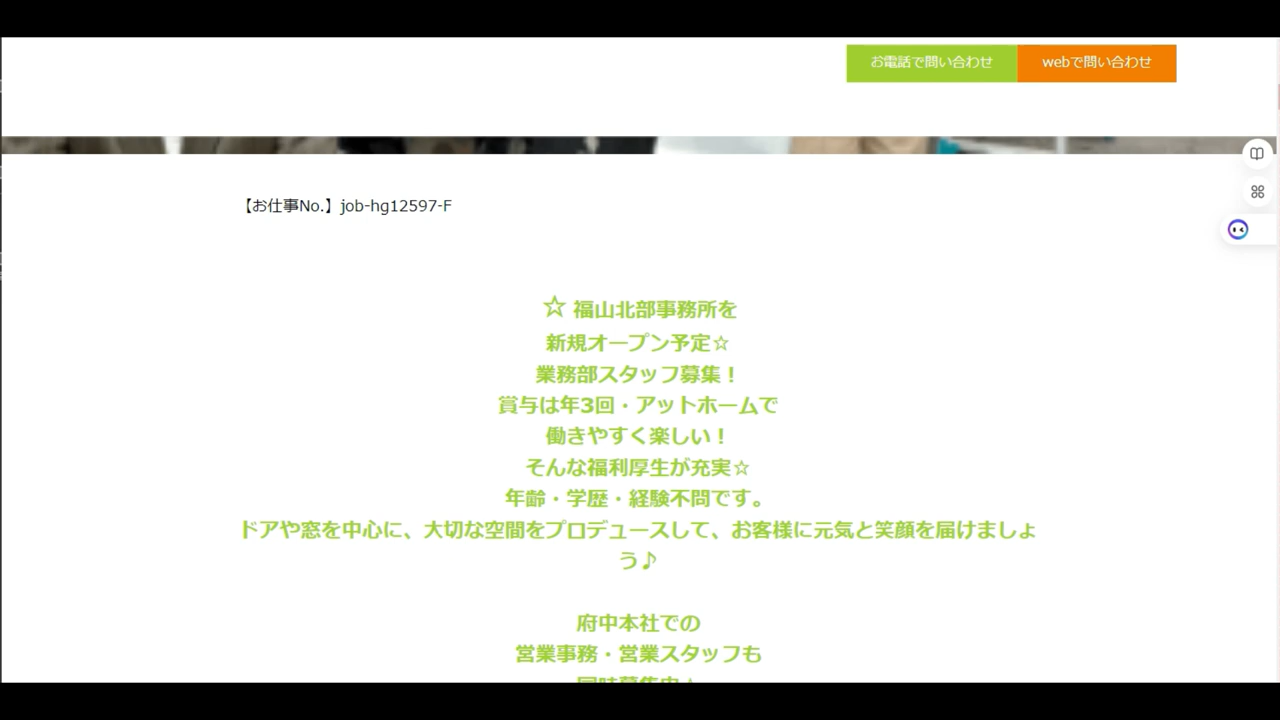 お電話で問い合わせ
webで問い合わせ
【お仕事No.】job-hg12597-F
☆ 福山北部事務所を
新規オープン予定☆
業務部スタッフ募集！
賞与は年3回・アットホームで
働きやすく楽しい！
そんな福利厚生が充実☆
年齢・学歴・経験不問です。
ドアや窓を中心に、大切な空間をプロデュースして、お客様に元気と笑顔を届けましょ
う♪
府中本社での
営業事務・営業スタッフも